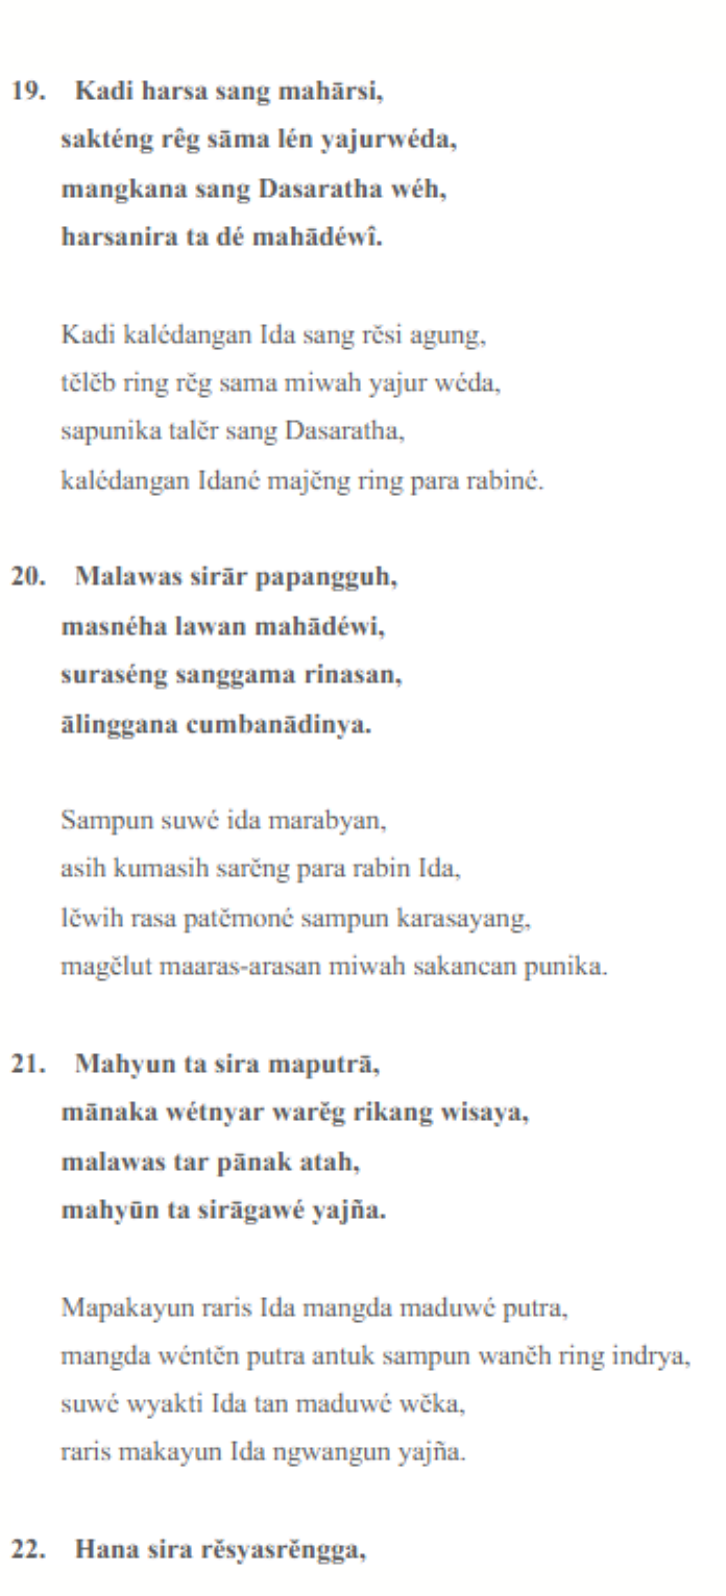 19. Kadi harsa sang mahārsi,
sakténg rêg sāma lén yajurwéda,
mangkana sang Dasaratha wéh,
harsanira ta dé mahādéwî.
Kadi kalédangan Ida sang rĕsi agung,
tĕlĕb ring rĕg sama miwah yajur wéda,
sapunika talĕr sang Dasaratha,
kalédangan Idané majĕng ring para rabiné.
20. Malawas sirār papangguh,
masnéha lawan mahādéwi,
suraséng sanggama rinasan,
ālinggana cumbanādinya.
Sampun suwé ida marabyan,
asih kumasih sarĕng para rabin Ida,
lĕwih rasa patĕmoné sampun karasayang,
magĕlut maaras-arasan miwah sakancan punika.
21. Mahyun ta sira maputrā,
mānaka wétnyar warĕg rikang wisaya,
malawas tar pānak atah,
mahyūn ta sirāgawé yajña.
Mapakayun raris Ida mangda maduwé putra,
mangda wéntĕn putra antuk sampun wanĕh ring indrya,
suwé wyakti Ida tan maduwé wĕka,
raris makayun Ida ngwangun yajña.
22. Hana sira rĕsyasrĕngga,